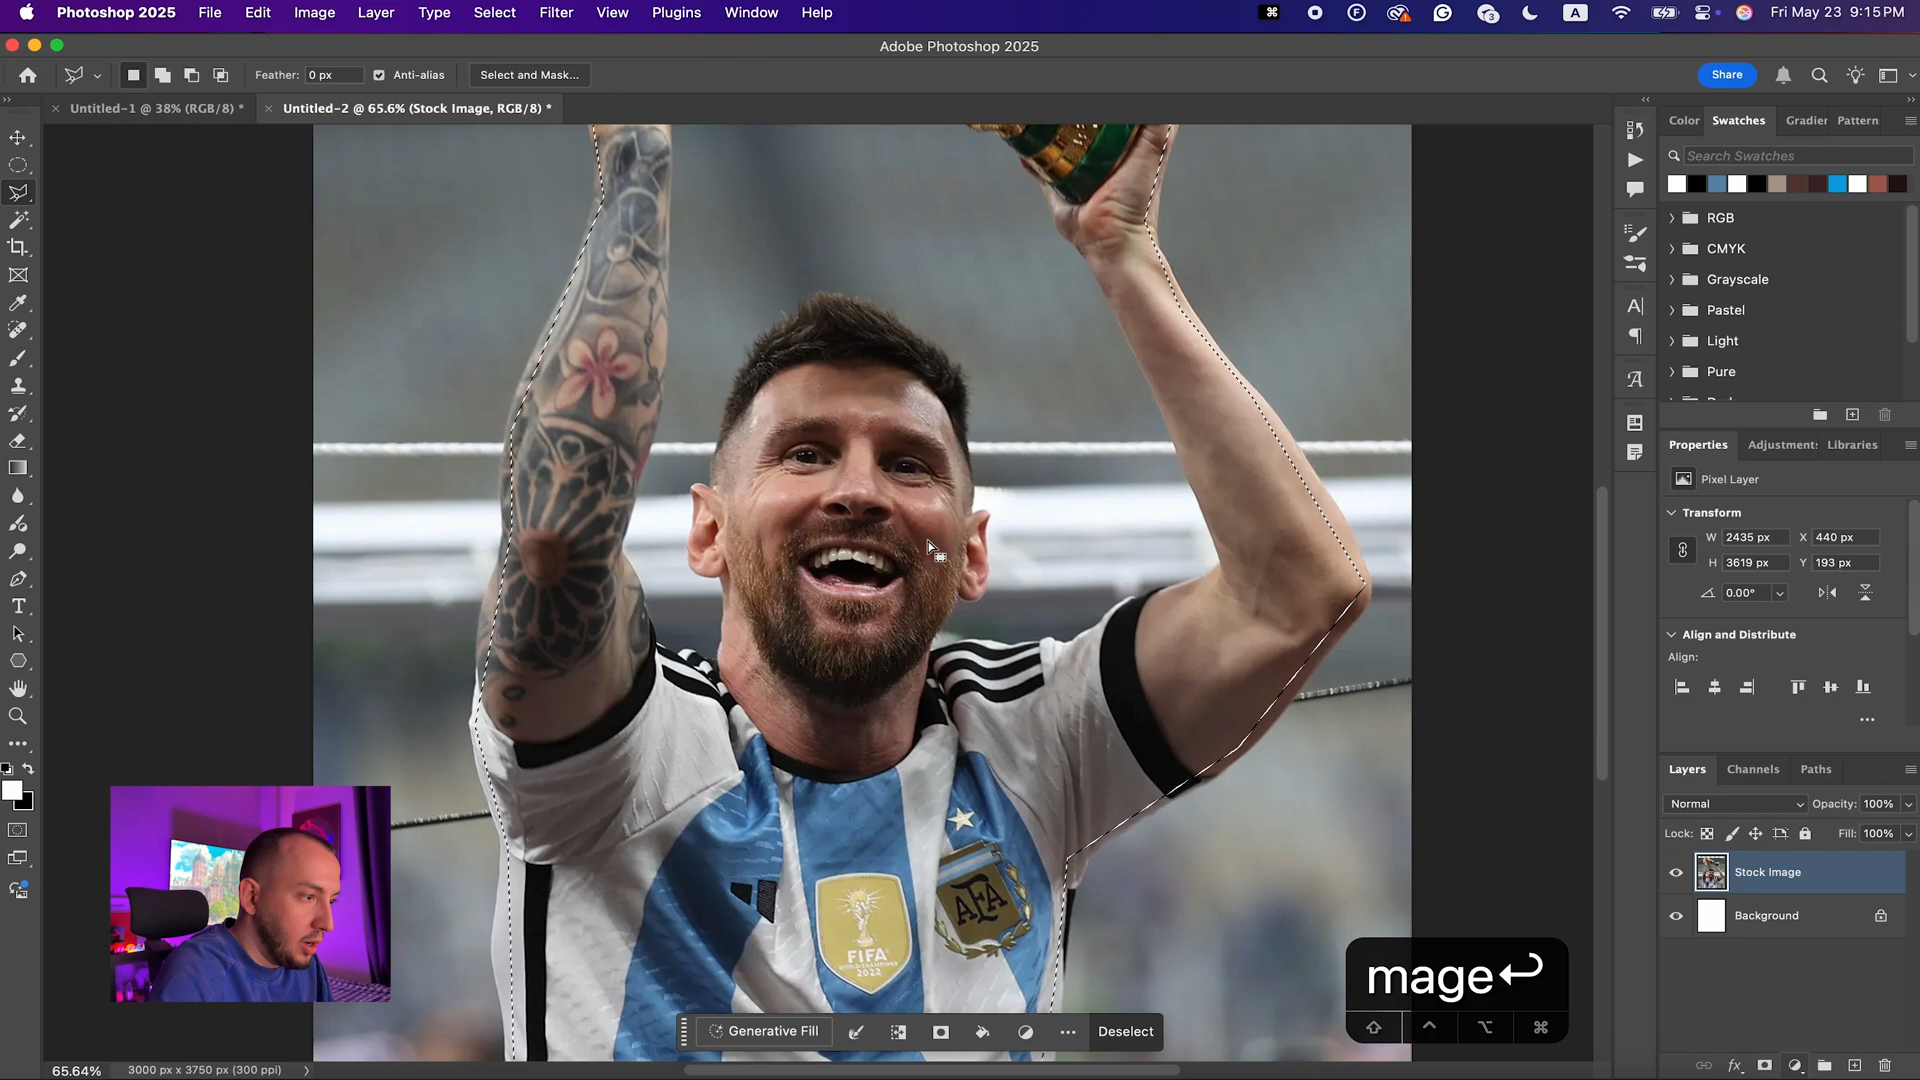 Photoshop 2025 File Edit Image Layer Type Select Filter View Plugins Window Help
A
3
Fri May 23 9:15 PM
Adobe Photoshop 2025
Feather: 0 px Anti-alias Select and Mask...
Share
Untitled-1 @ 38% (RGB/8) *
Untitled-2 @ 65.6% (Stock Image, RGB/8) *
Color Swatches Gradier Pattern
Search Swatches
RGB
CMYK
Grayscale
Pastel
Light
Pure
Properties Adjustment: Libraries
Pixel Layer
Transform
W 2435 px X 440 px
H 3619 px Y 193 px
0.00°
Align and Distribute
Align:
Layers Channels Paths
Normal Opacity: 100%
Lock: Fill: 100%
Stock Image
Background
AFA
FIFA
WORLD CHAMPIONS
2022
mage
Generative Fill Deselect
65.64% 3000 px x 3750 px (300 ppi)